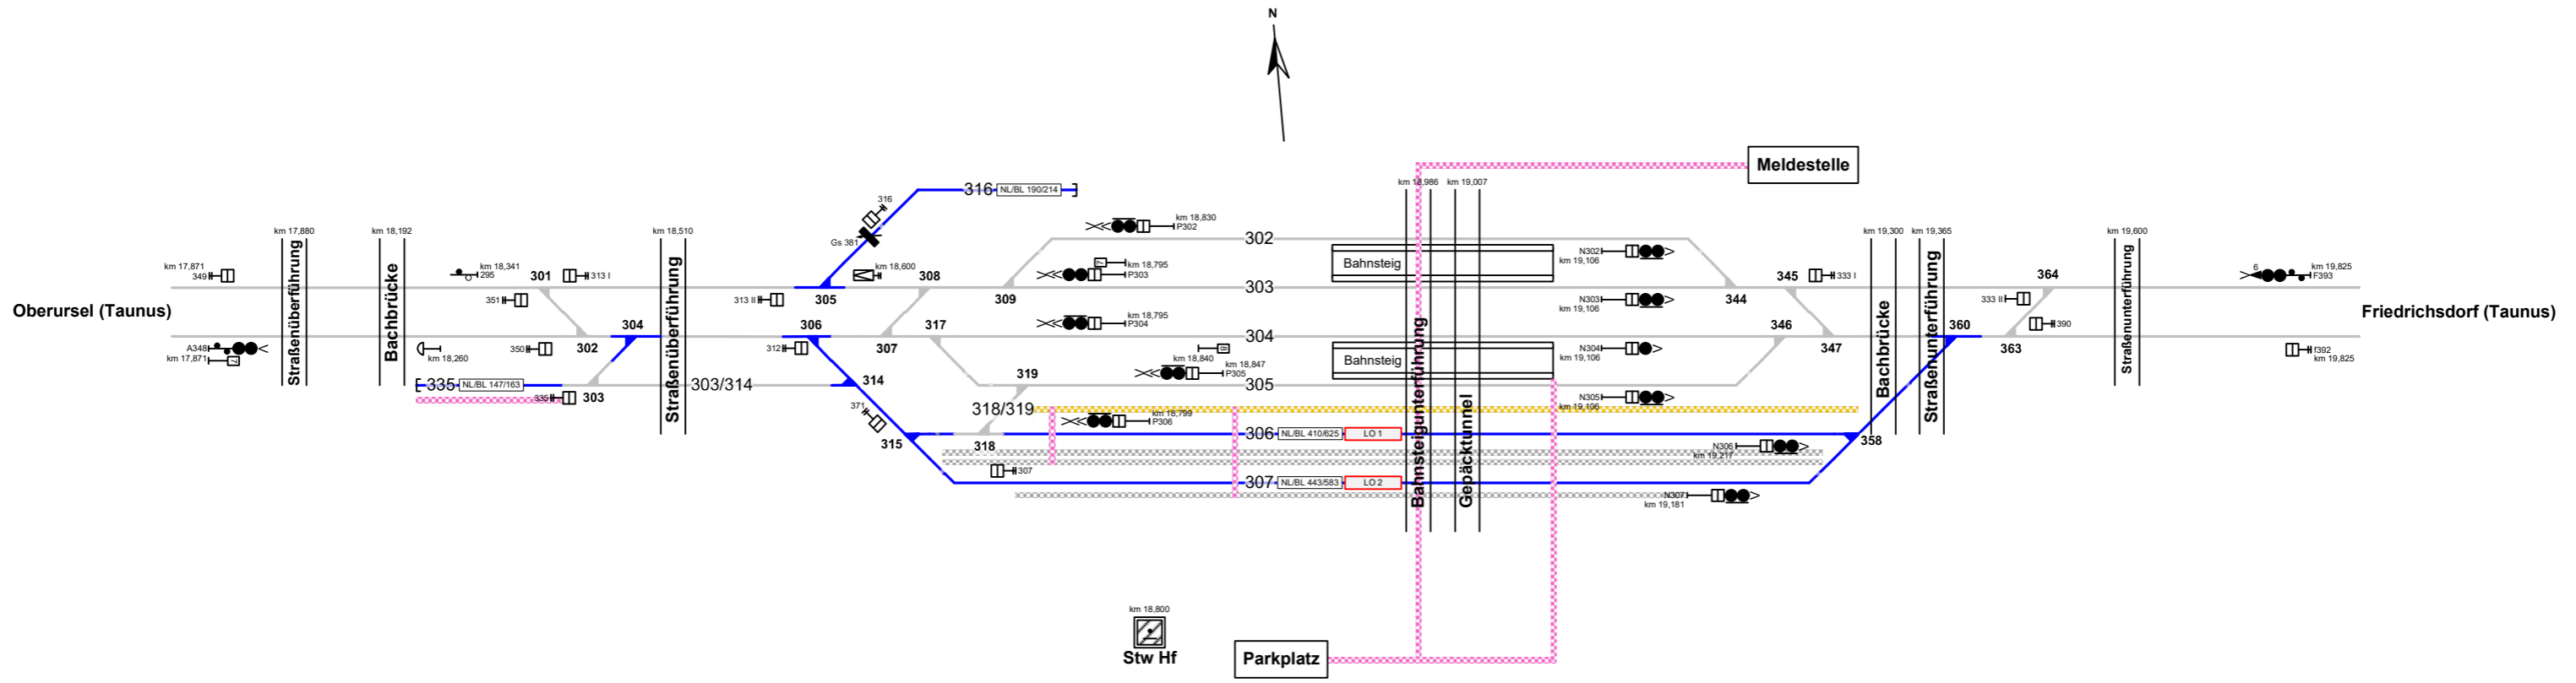 N
Meldestelle
km 18,986
km 19,007
316
316
NL/BL 190/214
km 18,830
P302
km 17,880
km 18,192
km 18,510
Gs 381
302
N302
km 19,106
km 19,300
km 19,365
km 19,600
Straßenüberführung
Bachbrücke
Straßenüberführung
km 17,871
349
km 18,341
295
301
313 I
km 18,600
308
7
km 18,795
P303
Bahnsteig
345
333 I
364
6
km 19,825
F393
Oberursel (Taunus)
351
313 II
305
309
303
N303
km 19,106
344
333 II
Friedrichsdorf (Taunus)
304
306
317
km 18,795
P304
304
346
360
390
A348
km 17,871
7
km 18,260
350
302
312
307
km 18,840
8
km 18,847
P305
Bahnsteig
N304
km 19,106
347
363
f392
km 19,825
Bachbrücke
Straßenunterführung
Straßenunterführung
335
NL/BL 147/163
335
303
303/314
314
319
305
N305
km 19,106
371
318/319
km 18,799
P306
315
318
306
NL/BL 410/625
LO 1
Bahnsteigunterführung
Gepäcktunnel
N306
km 19,217
358
307
307
NL/BL 443/583
LO 2
N307
km 19,181
km 18,800
Stw Hf
Parkplatz